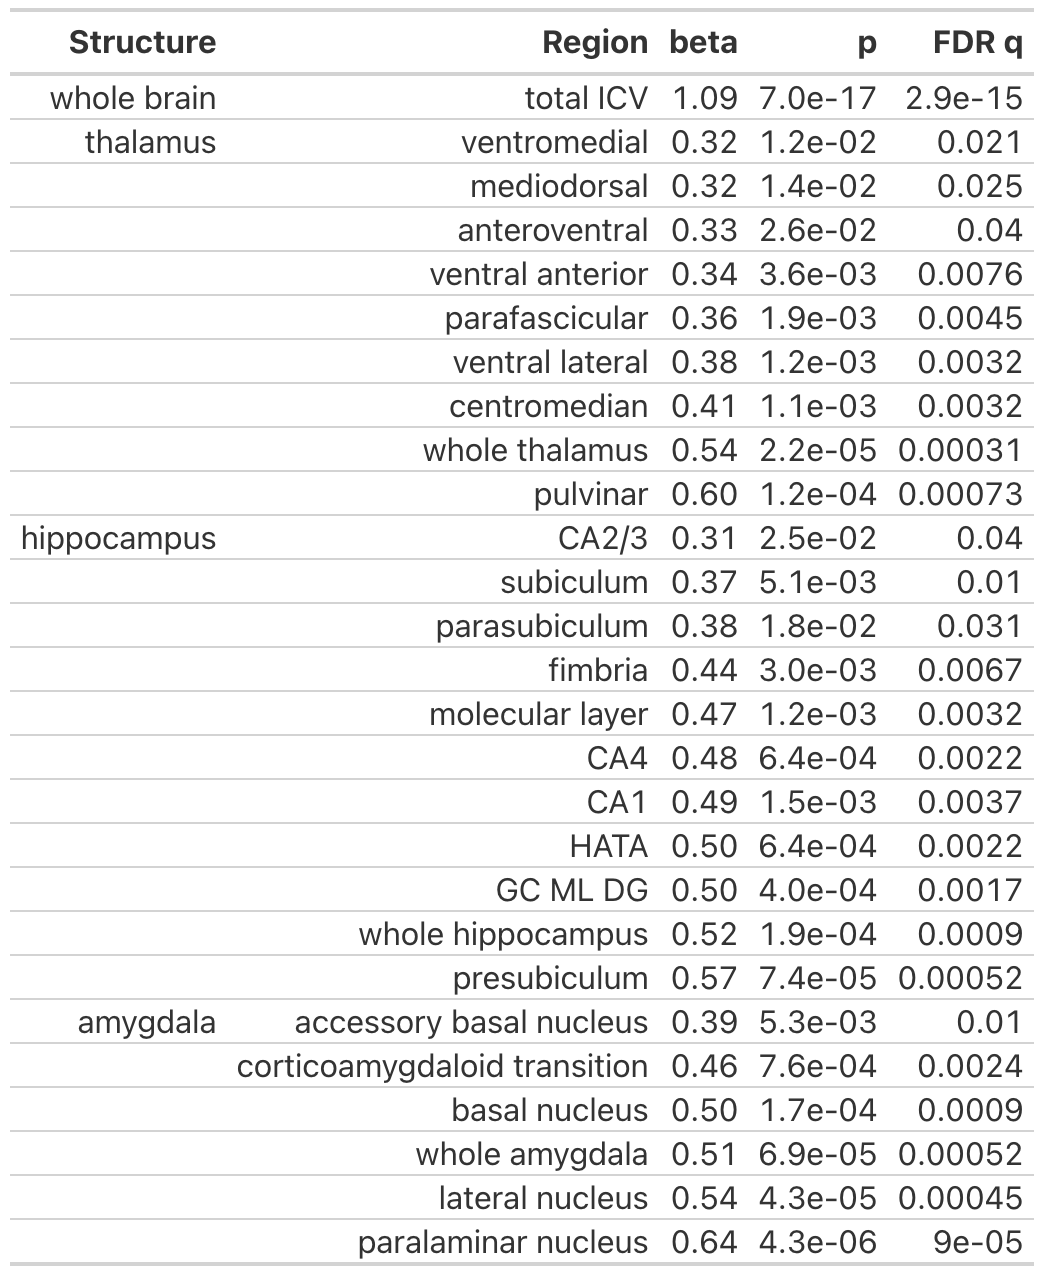 Structure Region beta p FDR q
whole brain total ICV 1.09 7.0e-17 2.9e-15
thalamus ventromedial 0.32 1.2e-02 0.021
mediodorsal 0.32 1.4e-02 0.025
anteroventral 0.33 2.6e-02 0.04
ventral anterior 0.34 3.6e-03 0.0076
parafascicular 0.36 1.9e-03 0.0045
ventral lateral 0.38 1.2e-03 0.0032
centromedian 0.41 1.1e-03 0.0032
whole thalamus 0.54 2.2e-05 0.00031
pulvinar 0.60 1.2e-04 0.00073
hippocampus CA2/3 0.31 2.5e-02 0.04
subiculum 0.37 5.1e-03 0.01
parasubiculum 0.38 1.8e-02 0.031
fimbria 0.44 3.0e-03 0.0067
molecular layer 0.47 1.2e-03 0.0032
CA4 0.48 6.4e-04 0.0022
CA1 0.49 1.5e-03 0.0037
HATA 0.50 6.4e-04 0.0022
GC ML DG 0.50 4.0e-04 0.0017
whole hippocampus 0.52 1.9e-04 0.0009
presubiculum 0.57 7.4e-05 0.00052
amygdala accessory basal nucleus 0.39 5.3e-03 0.01
corticoamygdaloid transition 0.46 7.6e-04 0.0024
basal nucleus 0.50 1.7e-04 0.0009
whole amygdala 0.51 6.9e-05 0.00052
lateral nucleus 0.54 4.3e-05 0.00045
paralaminar nucleus 0.64 4.3e-06 9e-05